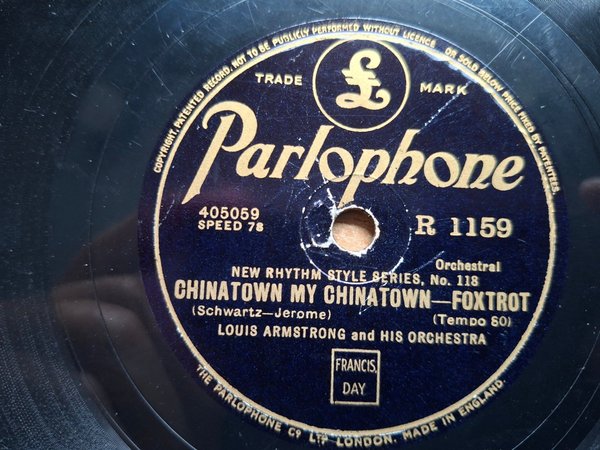 COPYRIGHT, PATENTED RECORD. NOT TO BE PUBLICLY PERFORMED WITHOUT LICENCE. OR SOLD BELOW PRICE FIXED BY PATENTEES.
TRADE £ MARK
Parlophone
405059
SPEED 78
R 1159
Orchestral
NEW RHYTHM STYLE SERIES, No. 118
CHINATOWN MY CHINATOWN—FOXTROT
(Schwartz—Jerome) (Tempo 60)
LOUIS ARMSTRONG and HIS ORCHESTRA
FRANCIS,
DAY
THE PARLOPHONE Co LTD LONDON. MADE IN ENGLAND.